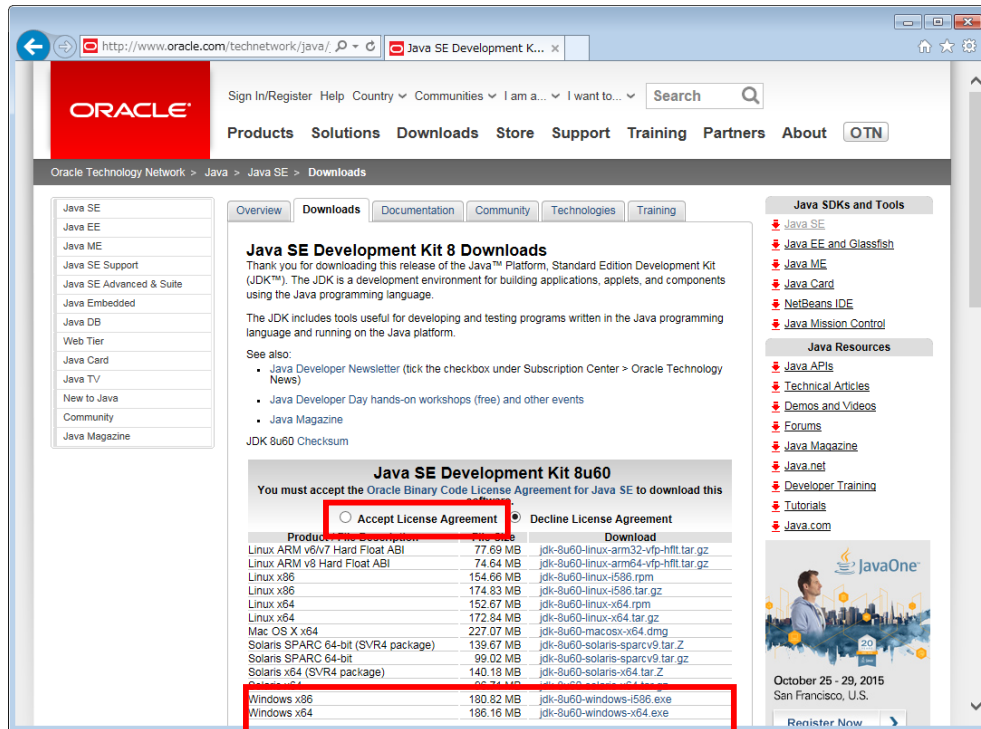 http://www.oracle.com/technetwork/java/
Java SE Development K...
ORACLE
Sign In/Register Help Country Communities I am a... I want to... Search
Products Solutions Downloads Store Support Training Partners About OTN
Oracle Technology Network > Java > Java SE > Downloads
Java SE
Java EE
Java ME
Java SE Support
Java SE Advanced & Suite
Java Embedded
Java DB
Web Tier
Java Card
Java TV
New to Java
Community
Java Magazine
Overview Downloads Documentation Community Technologies Training
Java SE Development Kit 8 Downloads
Thank you for downloading this release of the Java™ Platform, Standard Edition Development Kit
(JDK™). The JDK is a development environment for building applications, applets, and components
using the Java programming language.
The JDK includes tools useful for developing and testing programs written in the Java programming
language and running on the Java platform.
See also:
Java Developer Newsletter (tick the checkbox under Subscription Center > Oracle Technology
News)
Java Developer Day hands-on workshops (free) and other events
Java Magazine
JDK 8u60 Checksum
Java SE Development Kit 8u60
You must accept the Oracle Binary Code License Agreement for Java SE to download this
software.
Accept License Agreement Decline License Agreement
Product / File Description File Size Download
Linux ARM v6/v7 Hard Float ABI 77.69 MB jdk-8u60-linux-arm32-vfp-hflt.tar.gz
Linux ARM v8 Hard Float ABI 74.64 MB jdk-8u60-linux-arm64-vfp-hflt.tar.gz
Linux x86 154.66 MB jdk-8u60-linux-i586.rpm
Linux x86 174.83 MB jdk-8u60-linux-i586.tar.gz
Linux x64 152.67 MB jdk-8u60-linux-x64.rpm
Linux x64 172.84 MB jdk-8u60-linux-x64.tar.gz
Mac OS X x64 227.07 MB jdk-8u60-macosx-x64.dmg
Solaris SPARC 64-bit (SVR4 package) 139.67 MB jdk-8u60-solaris-sparcv9.tar.Z
Solaris SPARC 64-bit 99.02 MB jdk-8u60-solaris-sparcv9.tar.gz
Solaris x64 (SVR4 package) 140.18 MB jdk-8u60-solaris-x64.tar.Z
Solaris x64 96.71 MB jdk-8u60-solaris-x64.tar.gz
Windows x86 180.82 MB jdk-8u60-windows-i586.exe
Windows x64 186.16 MB jdk-8u60-windows-x64.exe
Java SDKs and Tools
Java SE
Java EE and Glassfish
Java ME
Java Card
NetBeans IDE
Java Mission Control
Java Resources
Java APIs
Technical Articles
Demos and Videos
Forums
Java Magazine
Java.net
Developer Training
Tutorials
Java.com
JavaOne
20
October 25 - 29, 2015
San Francisco, U.S.
Register Now